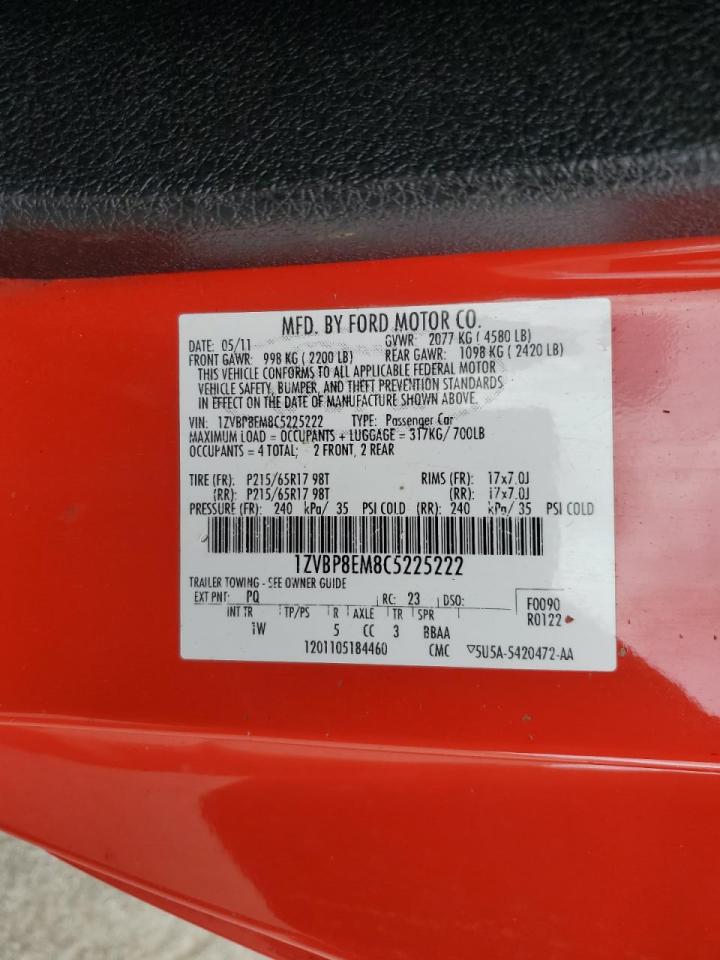 MFD. BY FORD MOTOR CO.
DATE: 05/11 GVWR: 2077 KG ( 4580 LB)
FRONT GAWR: 998 KG ( 2200 LB) REAR GAWR: 1098 KG ( 2420 LB)
THIS VEHICLE CONFORMS TO ALL APPLICABLE FEDERAL MOTOR
VEHICLE SAFETY, BUMPER, AND THEFT PREVENTION STANDARDS
IN EFFECT ON THE DATE OF MANUFACTURE SHOWN ABOVE.
VIN: 1ZVBP8EM8C5225222 TYPE: Passenger Car
MAXIMUM LOAD = OCCUPANTS + LUGGAGE = 317KG/ 700LB
OCCUPANTS = 4 TOTAL; 2 FRONT, 2 REAR
TIRE (FR): P215/65R17 98T RIMS (FR): 17x7.0J
(RR): P215/65R17 98T (RR): 17x7.0J
PRESSURE (FR): 240 kPa/ 35 PSI COLD (RR): 240 kPa/ 35 PSI COLD
1ZVBP8EM8C5225222
TRAILER TOWING - SEE OWNER GUIDE
EXT PNT: PQ RC: 23 DSO: F0090
INT TR TP/PS R AXLE TR SPR R0122
1W 5 CC 3 BBAA
1201105184460 CMC ▽5U5A-5420472-AA